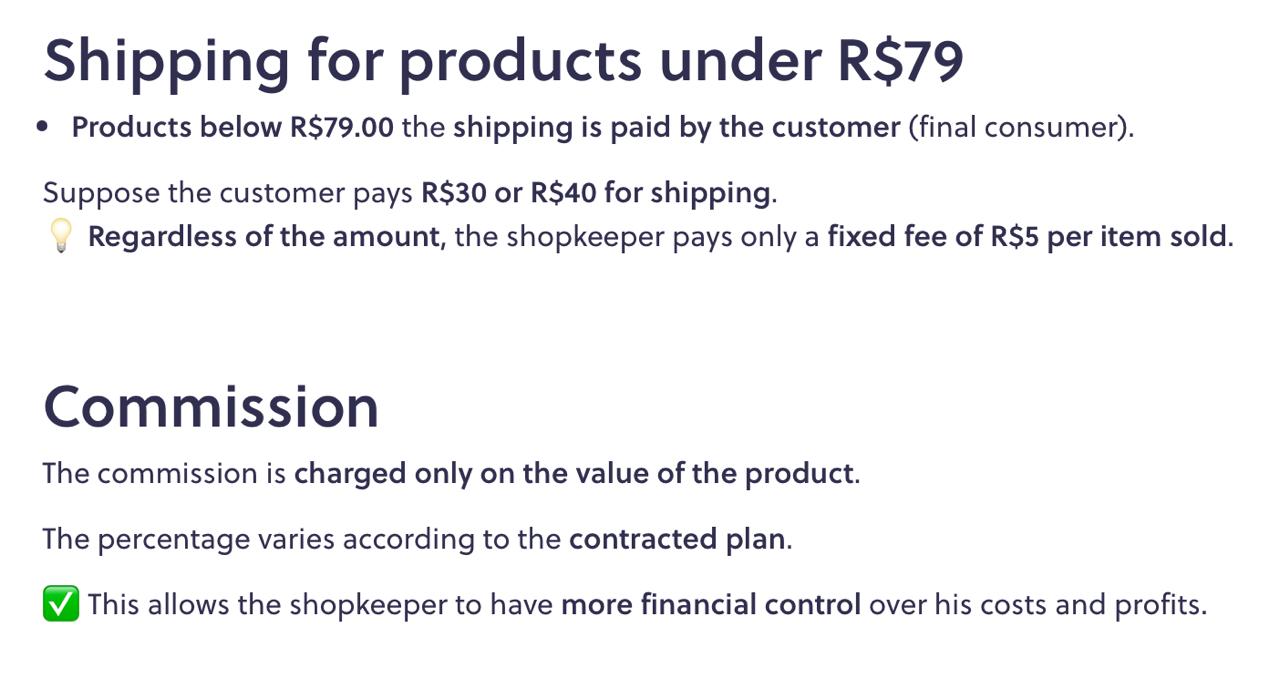 Shipping for products under R$79
• Products below R$79.00 the shipping is paid by the customer (final consumer).
Suppose the customer pays R$30 or R$40 for shipping.
💡 Regardless of the amount, the shopkeeper pays only a fixed fee of R$5 per item sold.
Commission
The commission is charged only on the value of the product.
The percentage varies according to the contracted plan.
✅ This allows the shopkeeper to have more financial control over his costs and profits.